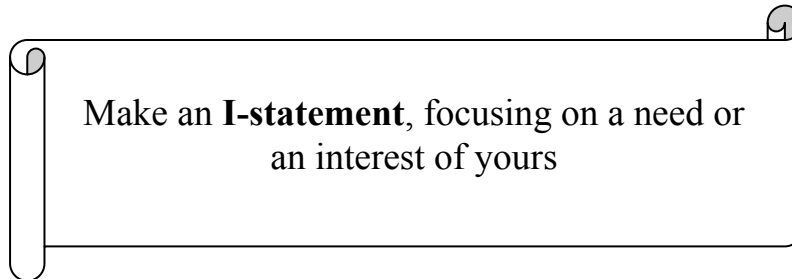 Make an I-statement, focusing on a need or
an interest of yours